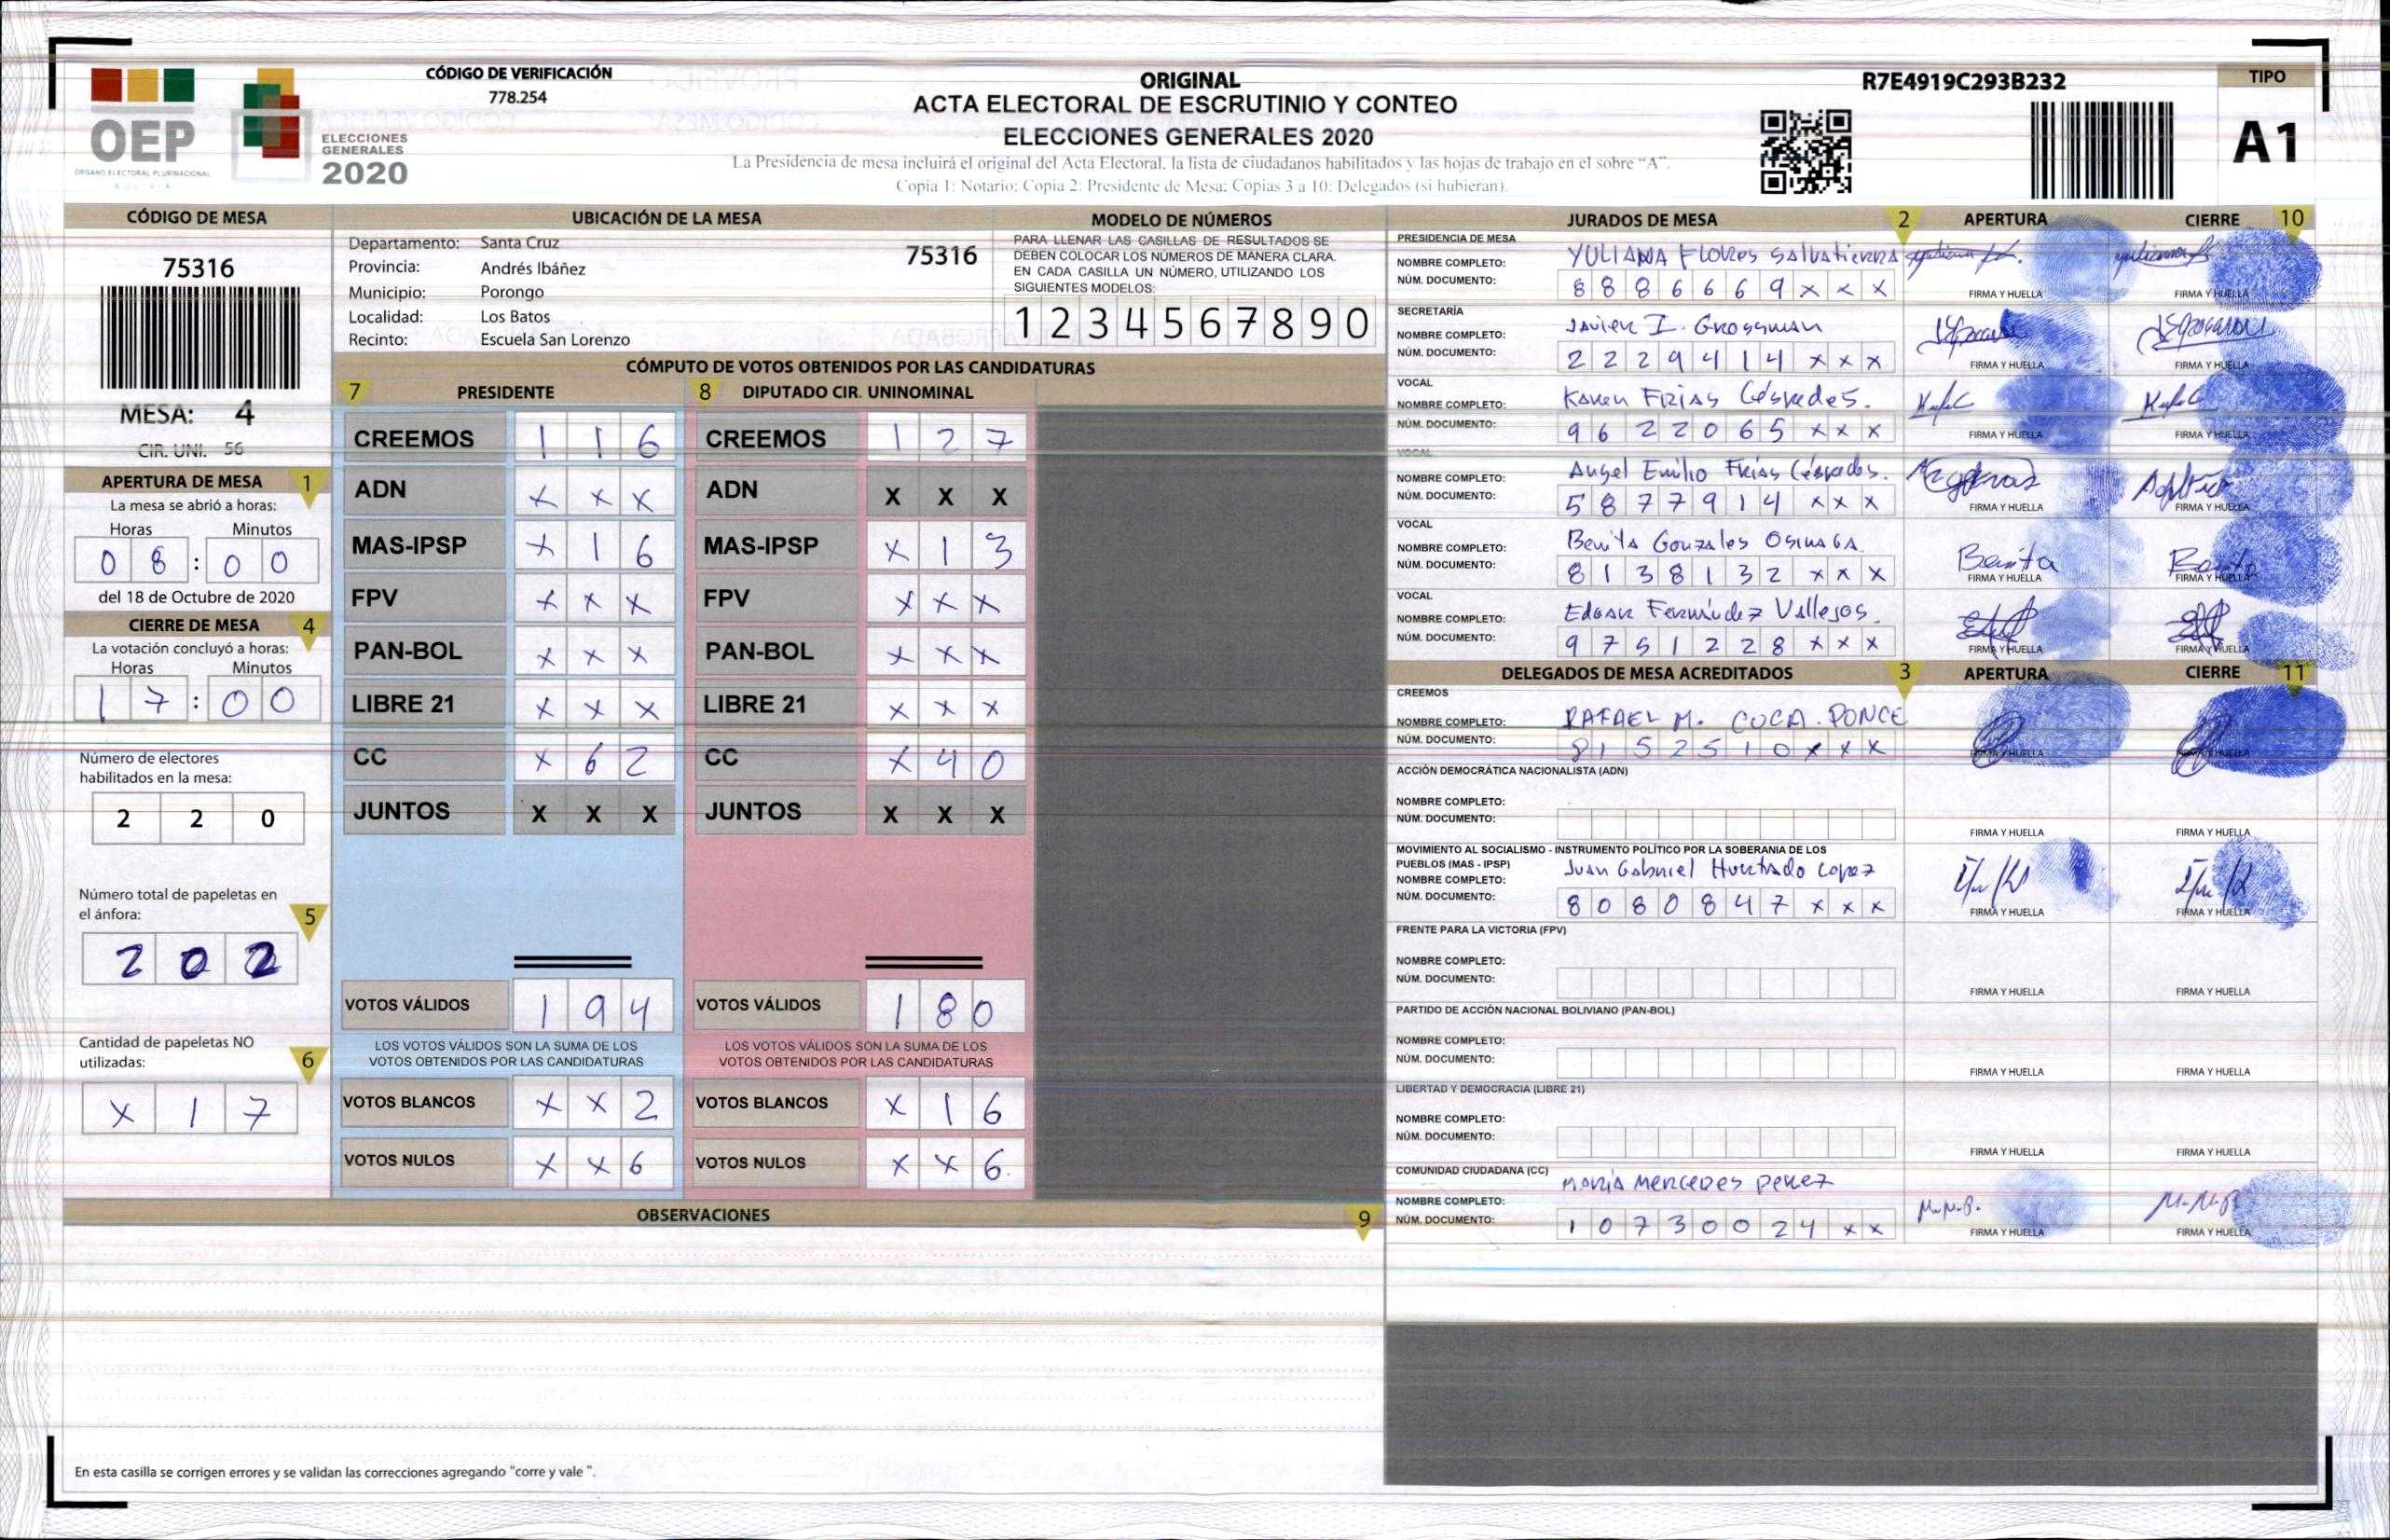 OEP
ÓRGANO ELECTORAL PLURINACIONAL
BOLIVIA
ELECCIONES
GENERALES
2020
CÓDIGO DE VERIFICACIÓN
778.254
ORIGINAL
ACTA ELECTORAL DE ESCRUTINIO Y CONTEO
ELECCIONES GENERALES 2020
La Presidencia de mesa incluirá el original del Acta Electoral, la lista de ciudadanos habilitados y las hojas de trabajo en el sobre “A”.
Copia 1: Notario; Copia 2: Presidente de Mesa; Copias 3 a 10: Delegados (si hubieran).
R7E4919C293B232
TIPO
A1
CÓDIGO DE MESA
75316
MESA: 4
CIR. UNI. 56
APERTURA DE MESA 1
La mesa se abrió a horas:
Horas Minutos
0 8 : 0 0
del 18 de Octubre de 2020
CIERRE DE MESA 4
La votación concluyó a horas:
Horas Minutos
1 7 : 0 0
Número de electores
habilitados en la mesa:
2 2 0
Número total de papeletas en
el ánfora: 5
2 0 2
Cantidad de papeletas NO
utilizadas: 6
x 1 7
UBICACIÓN DE LA MESA
Departamento: Santa Cruz 75316
Provincia: Andrés Ibáñez
Municipio: Porongo
Localidad: Los Batos
Recinto: Escuela San Lorenzo
MODELO DE NÚMEROS
PARA LLENAR LAS CASILLAS DE RESULTADOS SE
DEBEN COLOCAR LOS NÚMEROS DE MANERA CLARA.
EN CADA CASILLA UN NÚMERO, UTILIZANDO LOS
SIGUIENTES MODELOS:
1 2 3 4 5 6 7 8 9 0
CÓMPUTO DE VOTOS OBTENIDOS POR LAS CANDIDATURAS
7 PRESIDENTE 8 DIPUTADO CIR. UNINOMINAL
CREEMOS 1 1 6 CREEMOS 1 2 7
ADN x x x ADN X X X
MAS-IPSP x 1 6 MAS-IPSP x 1 3
FPV x x x FPV x x x
PAN-BOL x x x PAN-BOL x x x
LIBRE 21 x x x LIBRE 21 x x x
CC x 6 2 CC x 4 0
JUNTOS X X X JUNTOS X X X
VOTOS VÁLIDOS 1 9 4 VOTOS VÁLIDOS 1 8 0
LOS VOTOS VÁLIDOS SON LA SUMA DE LOS LOS VOTOS VÁLIDOS SON LA SUMA DE LOS
VOTOS OBTENIDOS POR LAS CANDIDATURAS VOTOS OBTENIDOS POR LAS CANDIDATURAS
VOTOS BLANCOS x x 2 VOTOS BLANCOS x 1 6
VOTOS NULOS x x 6 VOTOS NULOS x x 6.
OBSERVACIONES 9
En esta casilla se corrigen errores y se validan las correcciones agregando "corre y vale ".
JURADOS DE MESA 2 APERTURA CIERRE 10
PRESIDENCIA DE MESA
NOMBRE COMPLETO: YULIANA Flores Salvatierra
NÚM. DOCUMENTO: 8 8 8 6 6 6 9 x x x FIRMA Y HUELLA FIRMA Y HUELLA
SECRETARÍA
NOMBRE COMPLETO: Javier I. Grossman
NÚM. DOCUMENTO: 2 2 2 9 4 1 4 x x x FIRMA Y HUELLA FIRMA Y HUELLA
VOCAL
NOMBRE COMPLETO: Karen Frias Céspedes.
NÚM. DOCUMENTO: 9 6 2 2 0 6 5 x x x FIRMA Y HUELLA FIRMA Y HUELLA
VOCAL
NOMBRE COMPLETO: Angel Emilio Frias Céspedes.
NÚM. DOCUMENTO: 5 8 7 7 9 1 4 x x x FIRMA Y HUELLA FIRMA Y HUELLA
VOCAL
NOMBRE COMPLETO: Benita Gonzales Osinaga. Benita
NÚM. DOCUMENTO: 8 1 3 8 1 3 2 x x x FIRMA Y HUELLA FIRMA Y HUELLA
VOCAL
NOMBRE COMPLETO: Edgar Fernández Vallejos.
NÚM. DOCUMENTO: 9 7 5 1 2 2 8 x x x FIRMA Y HUELLA FIRMA Y HUELLA
DELEGADOS DE MESA ACREDITADOS 3 APERTURA CIERRE 11
CREEMOS
NOMBRE COMPLETO: RAFAEL M. COCA. PONCE
NÚM. DOCUMENTO: 8 1 5 2 5 1 0 x x x FIRMA Y HUELLA FIRMA Y HUELLA
ACCIÓN DEMOCRÁTICA NACIONALISTA (ADN)
NOMBRE COMPLETO:
NÚM. DOCUMENTO: FIRMA Y HUELLA FIRMA Y HUELLA
MOVIMIENTO AL SOCIALISMO - INSTRUMENTO POLÍTICO POR LA SOBERANIA DE LOS
PUEBLOS (MAS - IPSP)
NOMBRE COMPLETO: Juan Gabriel Hurtado Lopez
NÚM. DOCUMENTO: 8 0 8 0 8 4 7 x x x FIRMA Y HUELLA FIRMA Y HUELLA
FRENTE PARA LA VICTORIA (FPV)
NOMBRE COMPLETO:
NÚM. DOCUMENTO: FIRMA Y HUELLA FIRMA Y HUELLA
PARTIDO DE ACCIÓN NACIONAL BOLIVIANO (PAN-BOL)
NOMBRE COMPLETO:
NÚM. DOCUMENTO: FIRMA Y HUELLA FIRMA Y HUELLA
LIBERTAD Y DEMOCRACIA (LIBRE 21)
NOMBRE COMPLETO:
NÚM. DOCUMENTO: FIRMA Y HUELLA FIRMA Y HUELLA
COMUNIDAD CIUDADANA (CC)
NOMBRE COMPLETO: María Mercedes Perez
NÚM. DOCUMENTO: 1 0 7 3 0 0 2 4 x x FIRMA Y HUELLA FIRMA Y HUELLA